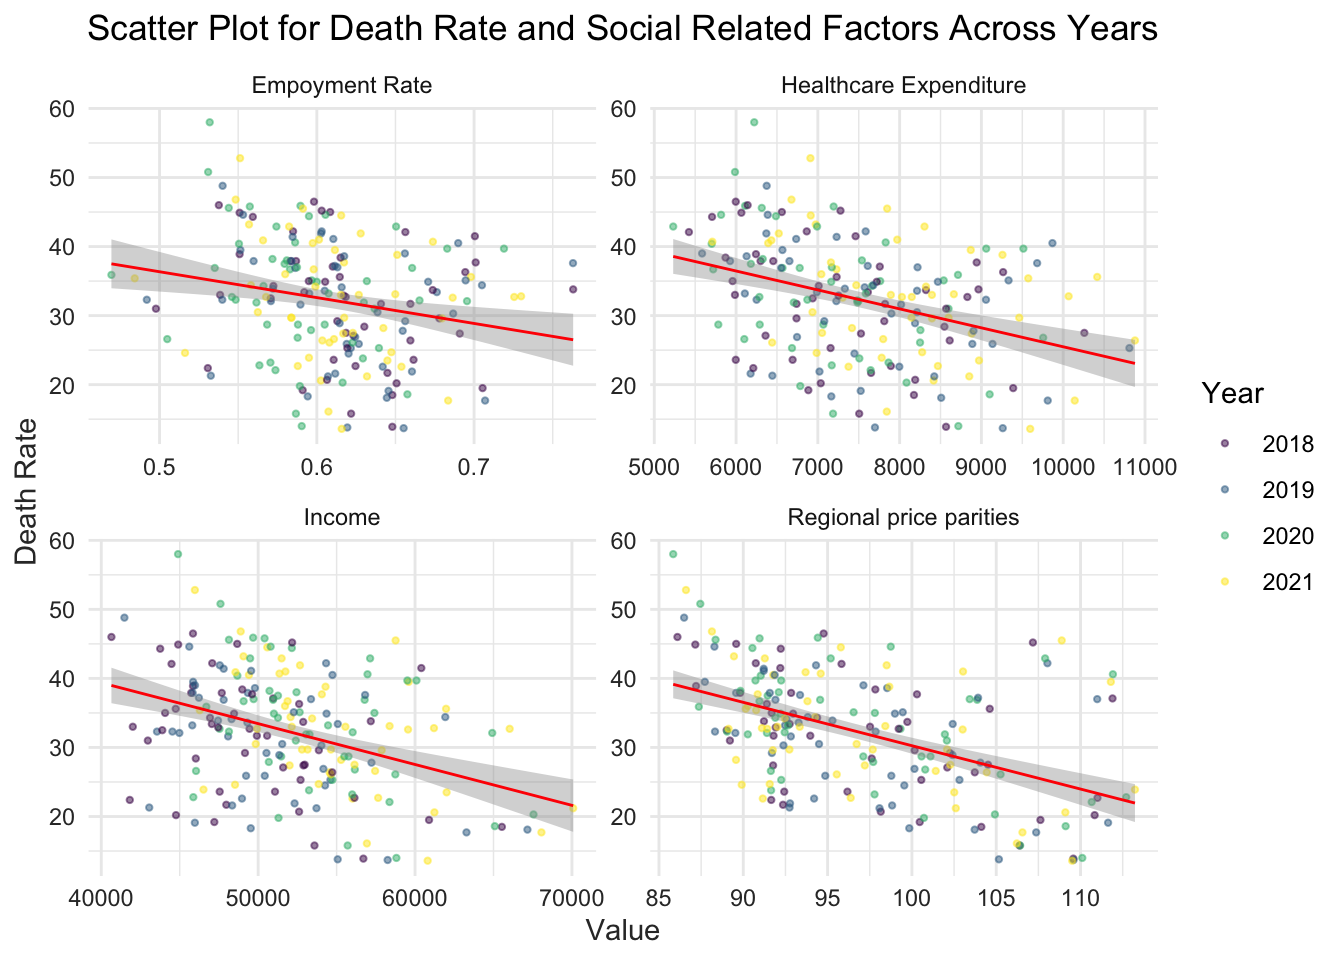 Scatter Plot for Death Rate and Social Related Factors Across Years
Empoyment Rate
Healthcare Expenditure
60
50
40
30
20
60
50
40
30
20
0.5 0.6 0.7
5000 6000 7000 8000 9000 10000 11000
Income
Regional price parities
60
50
40
30
20
60
50
40
30
20
40000 50000 60000 70000
85 90 95 100 105 110
Value
Death Rate
Year
2018
2019
2020
2021